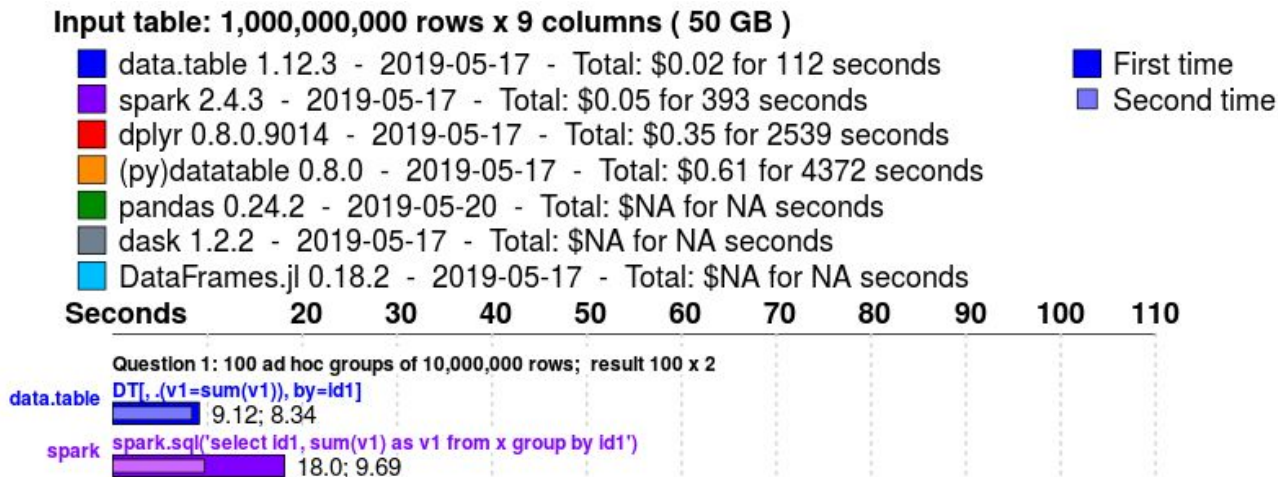 Input table: 1,000,000,000 rows x 9 columns ( 50 GB )
data.table 1.12.3 - 2019-05-17 - Total: $0.02 for 112 seconds
First time
spark 2.4.3 - 2019-05-17 - Total: $0.05 for 393 seconds
Second time
dplyr 0.8.0.9014 - 2019-05-17 - Total: $0.35 for 2539 seconds
(py)datatable 0.8.0 - 2019-05-17 - Total: $0.61 for 4372 seconds
pandas 0.24.2 - 2019-05-20 - Total: $NA for NA seconds
dask 1.2.2 - 2019-05-17 - Total: $NA for NA seconds
DataFrames.jl 0.18.2 - 2019-05-17 - Total: $NA for NA seconds
Seconds 20 30 40 50 60 70 80 90 100 110
Question 1: 100 ad hoc groups of 10,000,000 rows; result 100 x 2
DT[, .(v1=sum(v1)), by=id1]
data.table
9.12; 8.34
spark.sql('select id1, sum(v1) as v1 from x group by id1')
spark
18.0; 9.69